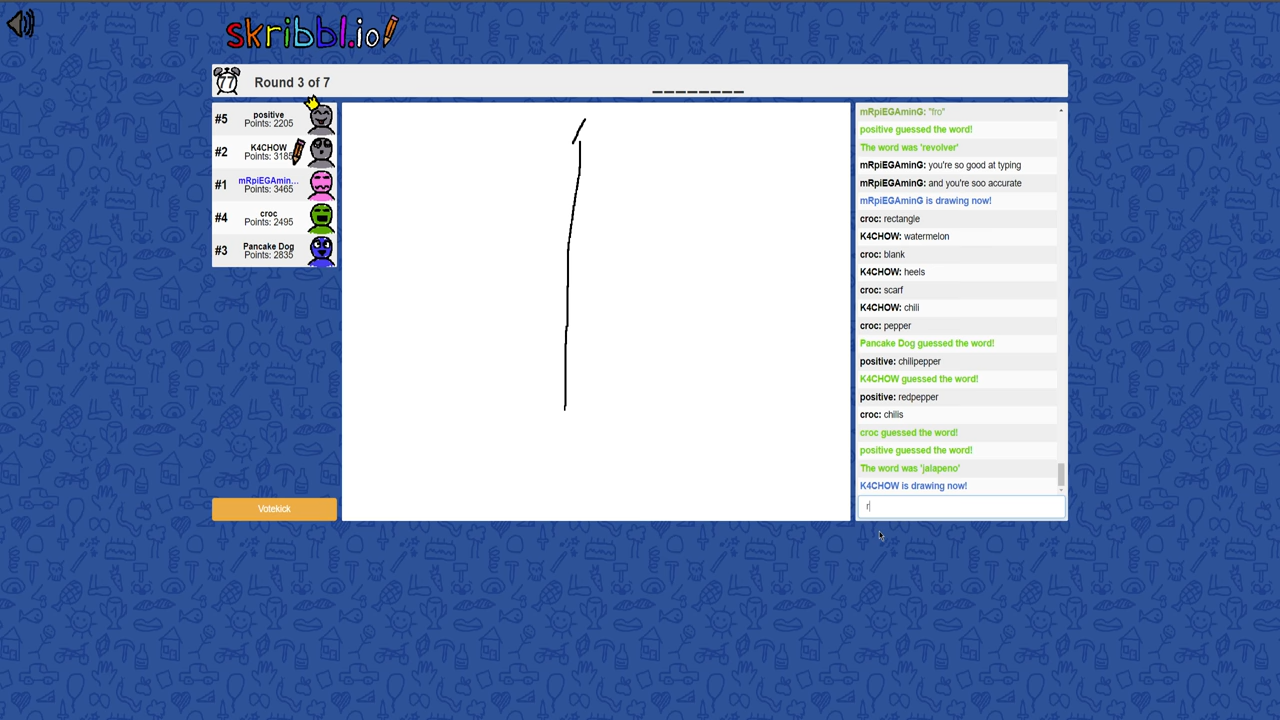 skribbl.io
77
Round 3 of 7
________
#5
positive
Points: 2205
#2
K4CHOW
Points: 3185
#1
mRpiEGAmin...
Points: 3465
#4
croc
Points: 2495
#3
Pancake Dog
Points: 2835
Votekick
mRpiEGAminG: "fro"
positive guessed the word!
The word was 'revolver'
mRpiEGAminG: you're so good at typing
mRpiEGAminG: and you're soo accurate
mRpiEGAminG is drawing now!
croc: rectangle
K4CHOW: watermelon
croc: blank
K4CHOW: heels
croc: scarf
K4CHOW: chili
croc: pepper
Pancake Dog guessed the word!
positive: chilipepper
K4CHOW guessed the word!
positive: redpepper
croc: chilis
croc guessed the word!
positive guessed the word!
The word was 'jalapeno'
K4CHOW is drawing now!
r